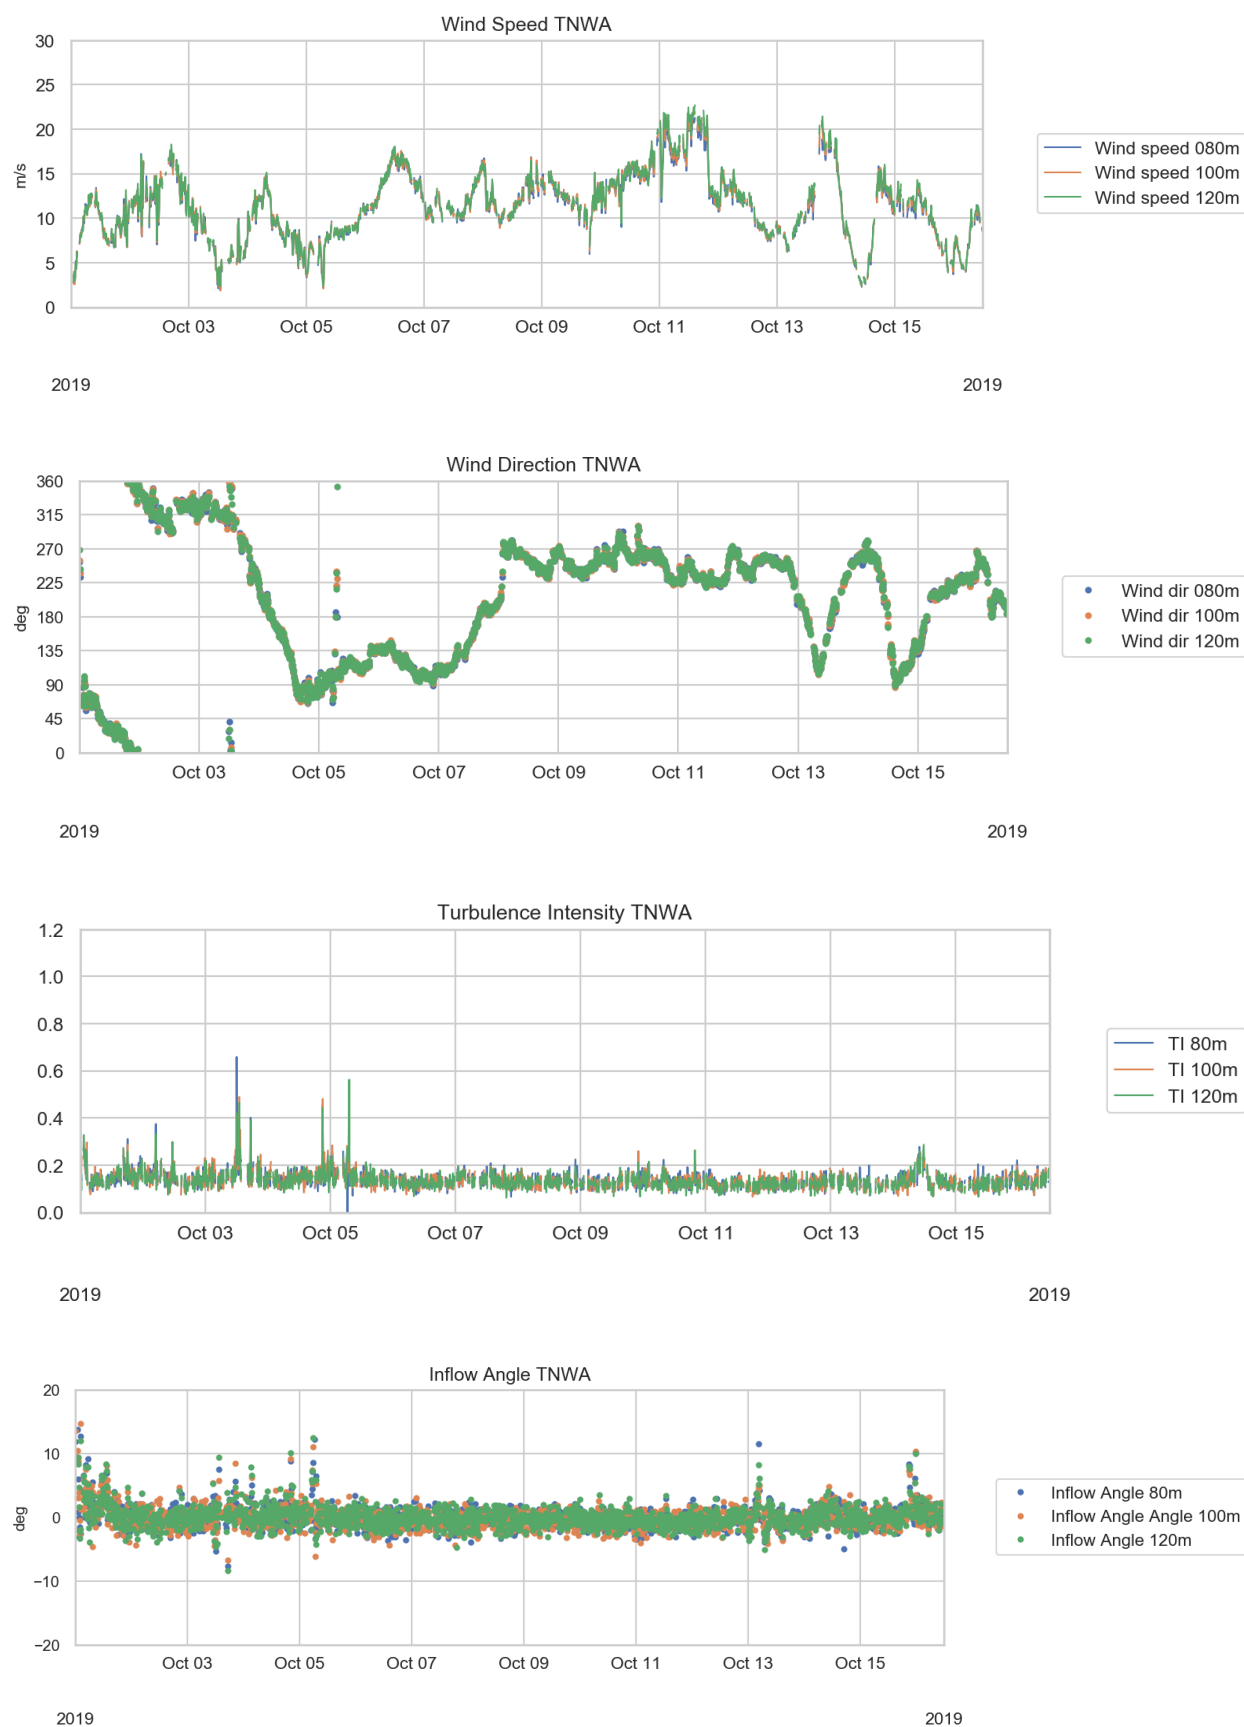 Wind Speed TNWA
30
25
20
15
10
5
0
m/s
Oct 03 Oct 05 Oct 07 Oct 09 Oct 11 Oct 13 Oct 15
2019 2019
Wind speed 080m
Wind speed 100m
Wind speed 120m
Wind Direction TNWA
360
315
270
225
180
135
90
45
0
deg
Oct 03 Oct 05 Oct 07 Oct 09 Oct 11 Oct 13 Oct 15
2019 2019
Wind dir 080m
Wind dir 100m
Wind dir 120m
Turbulence Intensity TNWA
1.2
1.0
0.8
0.6
0.4
0.2
0.0
Oct 03 Oct 05 Oct 07 Oct 09 Oct 11 Oct 13 Oct 15
2019 2019
TI 80m
TI 100m
TI 120m
Inflow Angle TNWA
20
10
0
−10
−20
deg
Oct 03 Oct 05 Oct 07 Oct 09 Oct 11 Oct 13 Oct 15
2019 2019
Inflow Angle 80m
Inflow Angle Angle 100m
Inflow Angle 120m